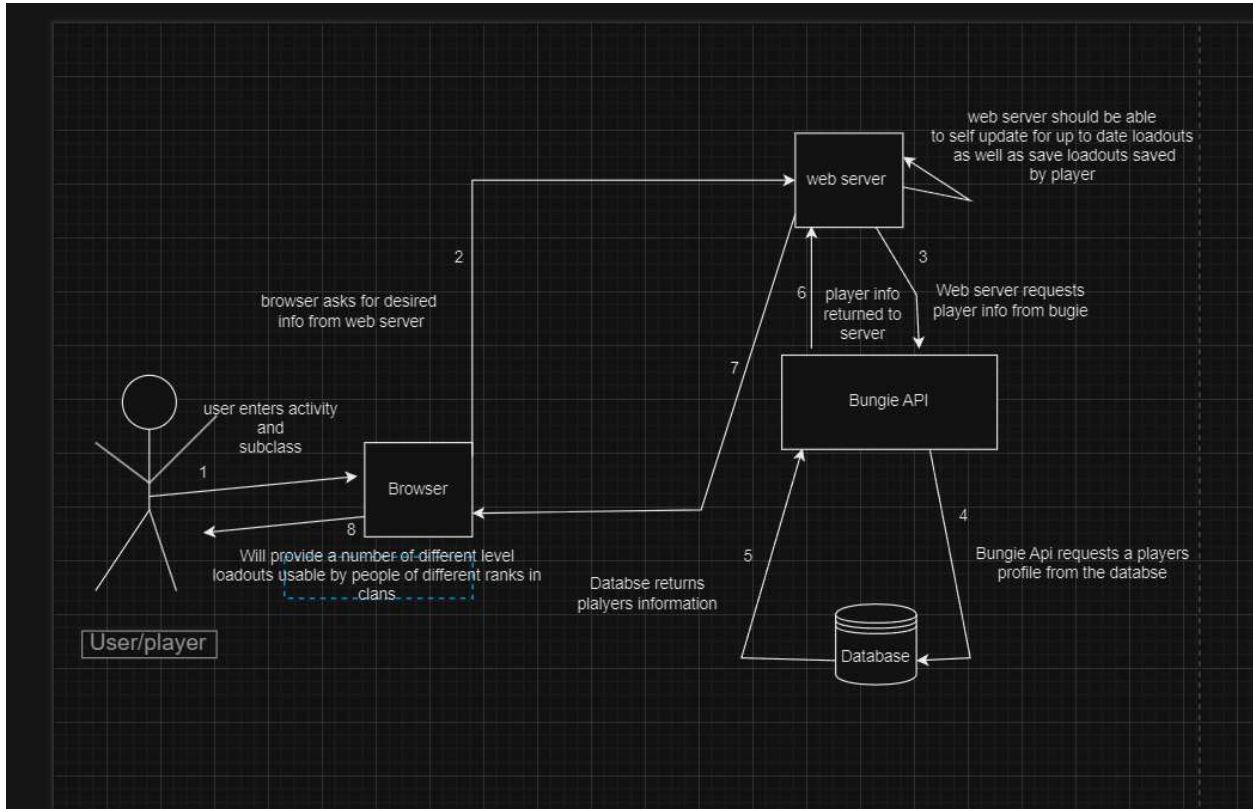 web server should be able
to self update for up to date loadouts
as well as save loadouts saved
by player
web server
2
3
browser asks for desired
info from web server
6
player info
returned to
server
Web server requests
player info from bugie
7
Bungie API
user enters activity
and
subclass
1
Browser
8
Will provide a number of different level
loadouts usable by people of different ranks in
clans
4
5
Bungie Api requests a players
profile from the databse
Databse returns
plalyers information
Database
User/player